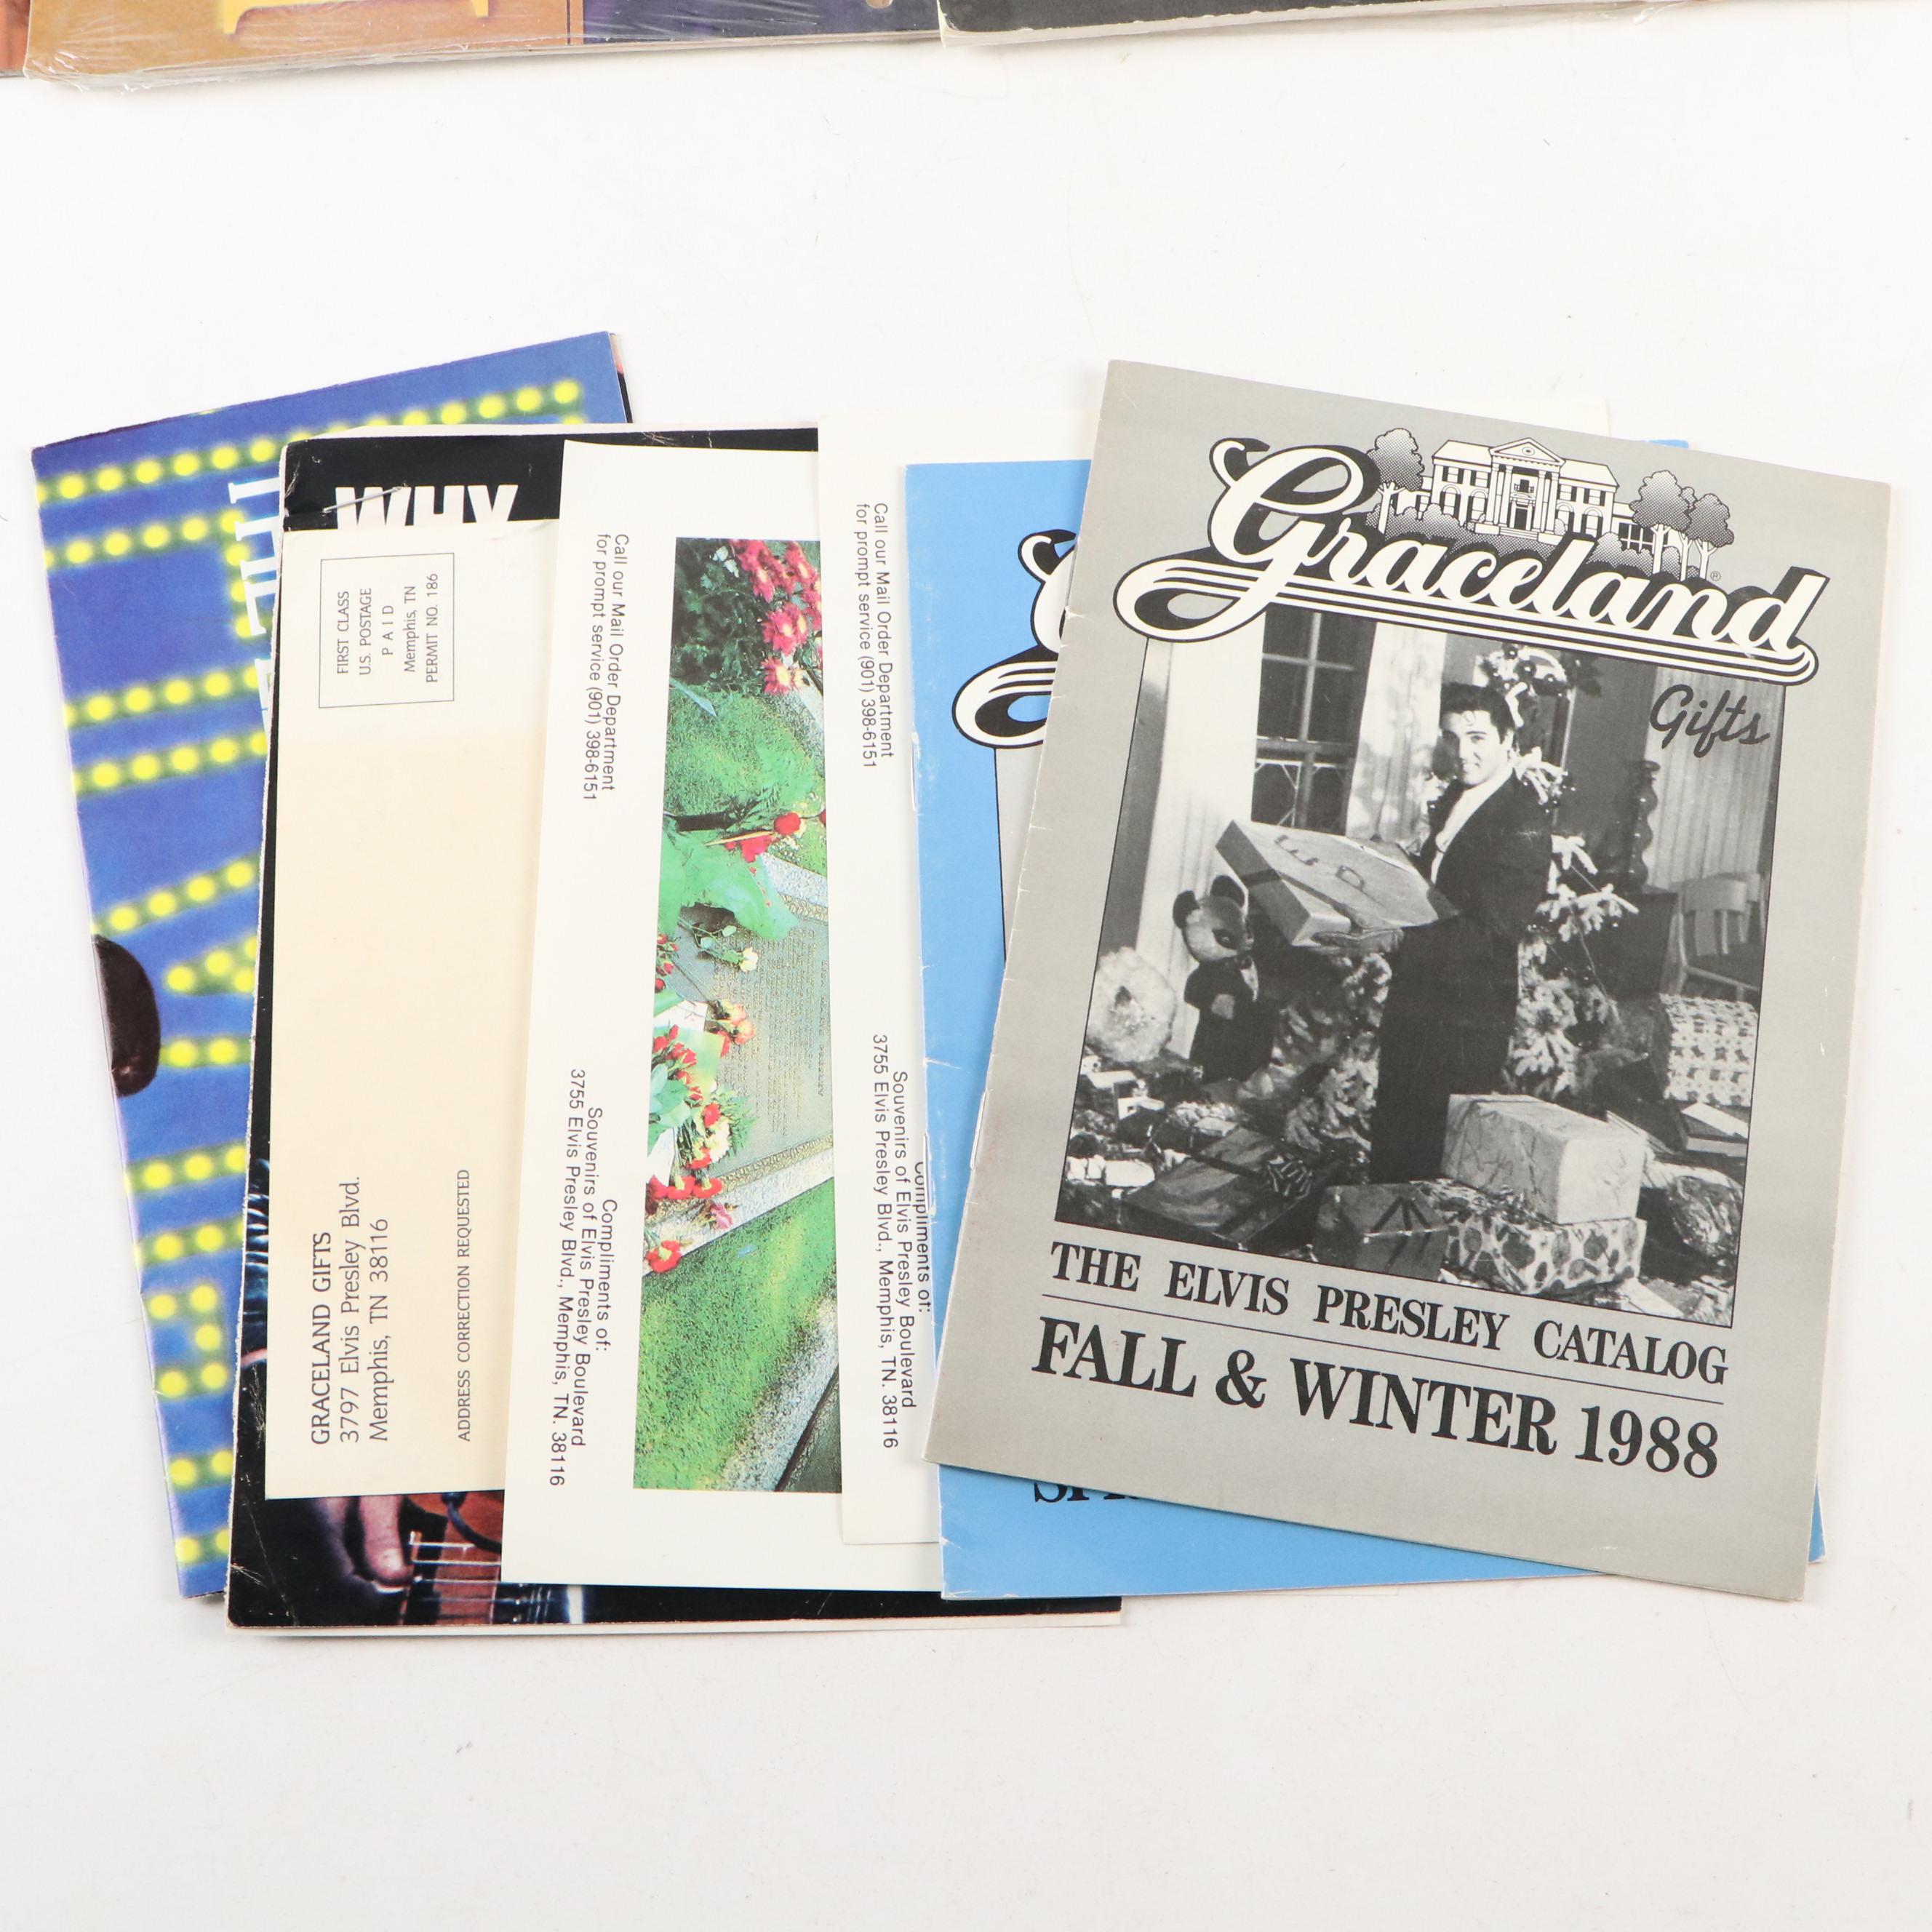 WHY
FIRST CLASS
U.S. POSTAGE
PAID
Memphis, TN
PERMIT NO. 186
GRACELAND GIFTS
3797 Elvis Presley Blvd.
Memphis, TN 38116
ADDRESS CORRECTION REQUESTED
Call our Mail Order Department
for prompt service (901) 398-6151
Compliments of:
Souvenirs of Elvis Presley Boulevard
3755 Elvis Presley Blvd., Memphis, TN. 38116
Call our Mail Order Department
for prompt service (901) 398-6151
Compliments of:
Souvenirs of Elvis Presley Boulevard
3755 Elvis Presley Blvd., Memphis, TN. 38116
Graceland®
Gifts
THE ELVIS PRESLEY CATALOG
FALL & WINTER 1988